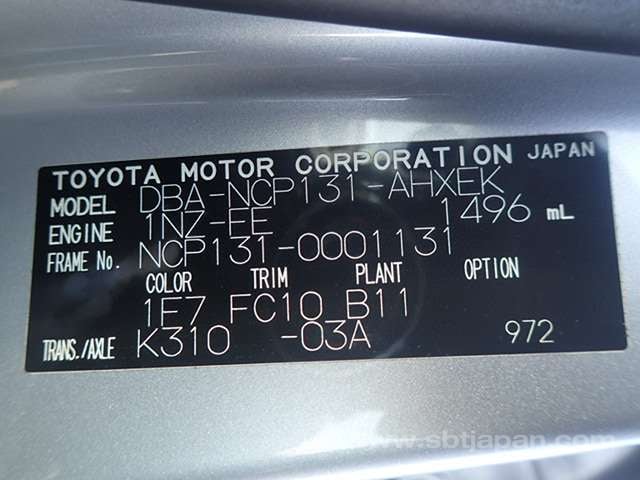 TOYOTA MOTOR CORPORATION JAPAN
MODEL DBA-NCP131-AHXEK
ENGINE 1NZ-FE 1496 mL
FRAME No. NCP131-0001131
COLOR TRIM PLANT OPTION
1E7 FC10 B11
TRANS./AXLE K310 -03A 972
www.sbtjapan.com